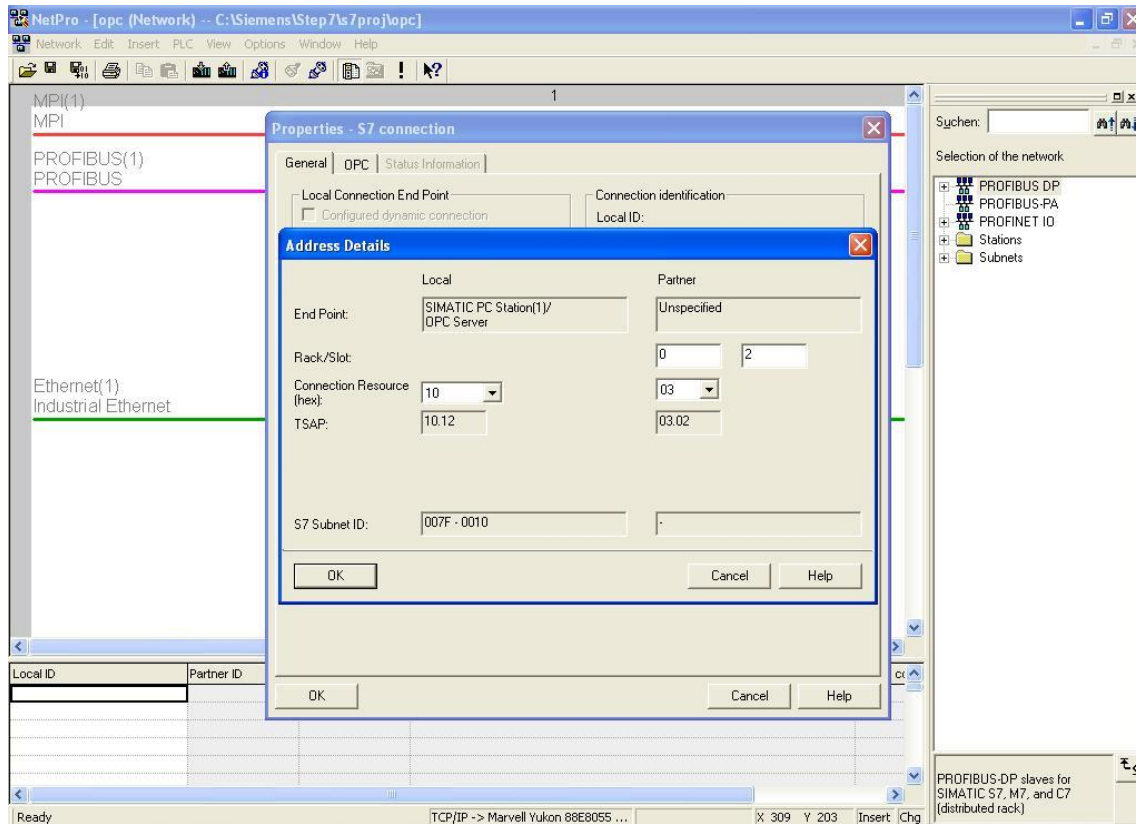 NetPro - [opc (Network) -- C:\Siemens\Step7\s7proj\opc]
Network Edit Insert PLC View Options Window Help
1
MPI(1)
MPI
PROFIBUS(1)
PROFIBUS
Ethernet(1)
Industrial Ethernet
Properties - S7 connection
General OPC Status Information
Local Connection End Point
Configured dynamic connection
Connection identification
Local ID:
Address Details
Local Partner
End Point:
SIMATIC PC Station(1)/
OPC Server
Unspecified
Rack/Slot: 0 2
Connection Resource
(hex):
10 03
TSAP: 10.12 03.02
S7 Subnet ID: 007F - 0010 -
OK Cancel Help
OK Cancel Help
Local ID Partner ID
Suchen:
Selection of the network
PROFIBUS DP
PROFIBUS-PA
PROFINET IO
Stations
Subnets
PROFIBUS-DP slaves for
SIMATIC S7, M7, and C7
(distributed rack)
Ready TCP/IP -> Marvell Yukon 88E8055 ... X 309 Y 203 Insert Chg